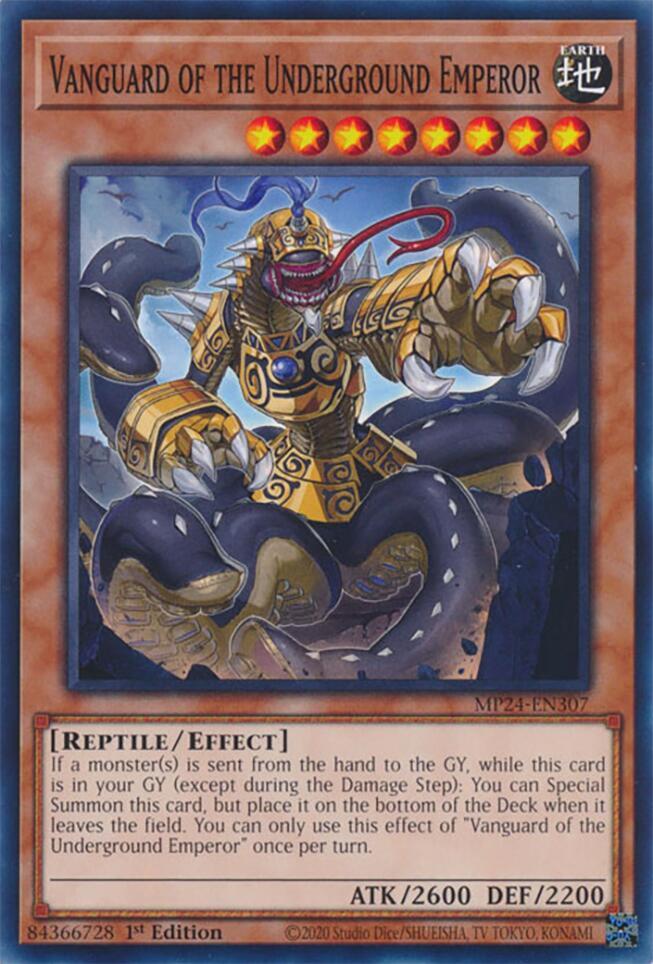 VANGUARD OF THE UNDERGROUND EMPEROR
EARTH
地
MP24-EN307
[REPTILE/EFFECT]
If a monster(s) is sent from the hand to the GY, while this card
is in your GY (except during the Damage Step): You can Special
Summon this card, but place it on the bottom of the Deck when it
leaves the field. You can only use this effect of "Vanguard of the
Underground Emperor" once per turn.
ATK/2600 DEF/2200
84366728 1st Edition ©2020 Studio Dice/SHUEISHA, TV TOKYO, KONAMI